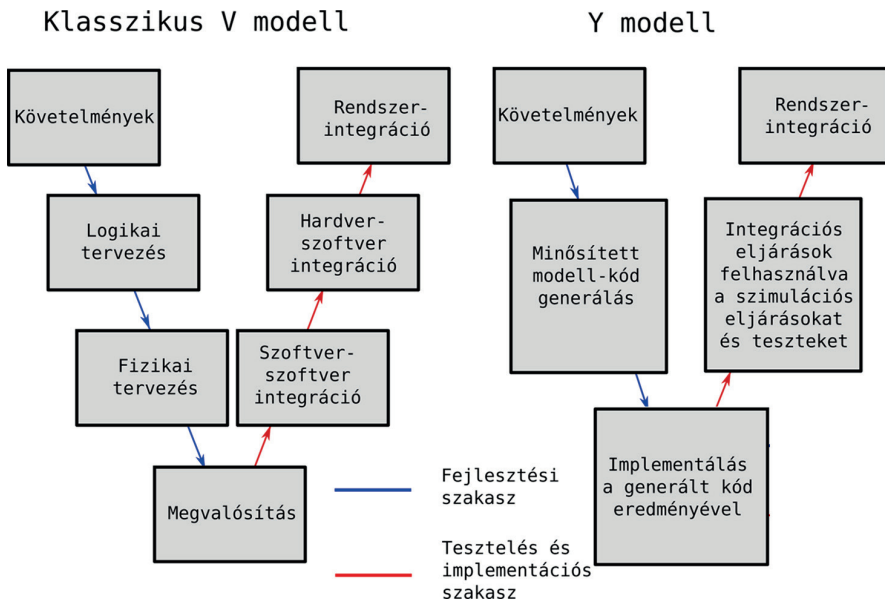 Klasszikus V modell
Követelmények
Logikai
tervezés
Fizikai
tervezés
Megvalósítás
Szoftver-
szoftver
integráció
Hardver-
szoftver
integráció
Rendszer-
integráció
Y modell
Követelmények
Minősített
modell-kód
generálás
Implementálás
a generált kód
eredményével
Integrációs
eljárások
felhasználva
a szimulációs
eljárásokat
és teszteket
Rendszer-
integráció
Fejlesztési
szakasz
Tesztelés és
implementációs
szakasz